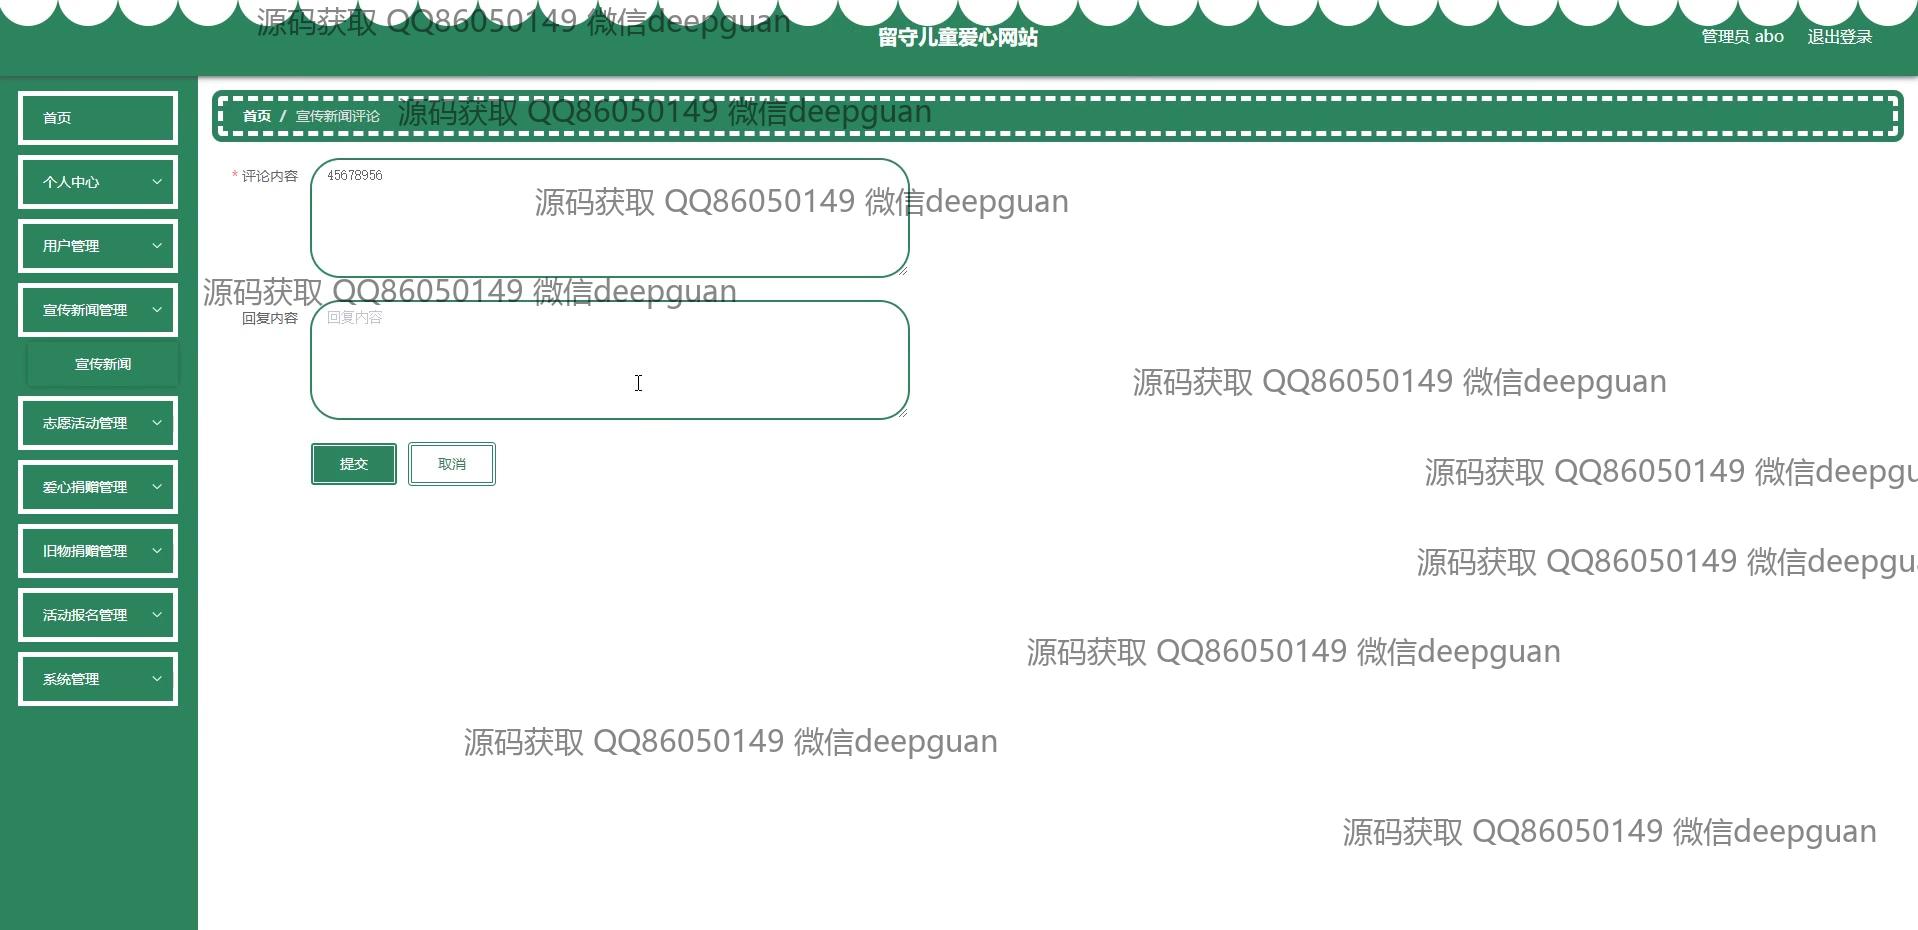 源码获取 QQ86050149 微信deepguan
留守儿童爱心网站
管理员 abo
退出登录
首页
个人中心
用户管理
宣传新闻管理
宣传新闻
志愿活动管理
爱心捐赠管理
旧物捐赠管理
活动报名管理
系统管理
首页 / 宣传新闻评论
源码获取 QQ86050149 微信deepguan
* 评论内容
45678956
源码获取 QQ86050149 微信deepguan
源码获取 QQ86050149 微信deepguan
回复内容
回复内容
源码获取 QQ86050149 微信deepguan
提交
取消
源码获取 QQ86050149 微信deepgu
源码获取 QQ86050149 微信deepgu
源码获取 QQ86050149 微信deepguan
源码获取 QQ86050149 微信deepguan
源码获取 QQ86050149 微信deepguan